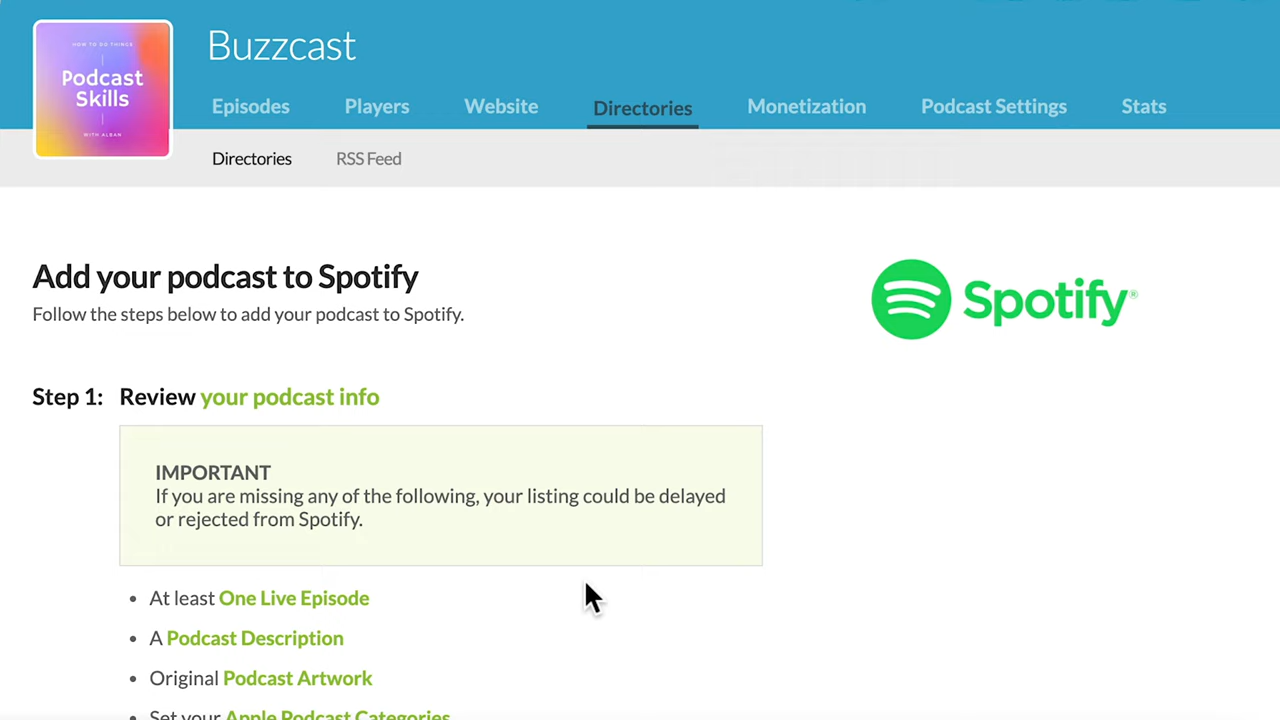 HOW TO DO THINGS
Podcast
Skills
WITH ALBAN
Buzzcast
Episodes Players Website Directories Monetization Podcast Settings Stats
Directories RSS Feed
Add your podcast to Spotify
Follow the steps below to add your podcast to Spotify.
Spotify®
Step 1: Review your podcast info
IMPORTANT
If you are missing any of the following, your listing could be delayed
or rejected from Spotify.
• At least One Live Episode
• A Podcast Description
• Original Podcast Artwork
• Set your Apple Podcast Categories